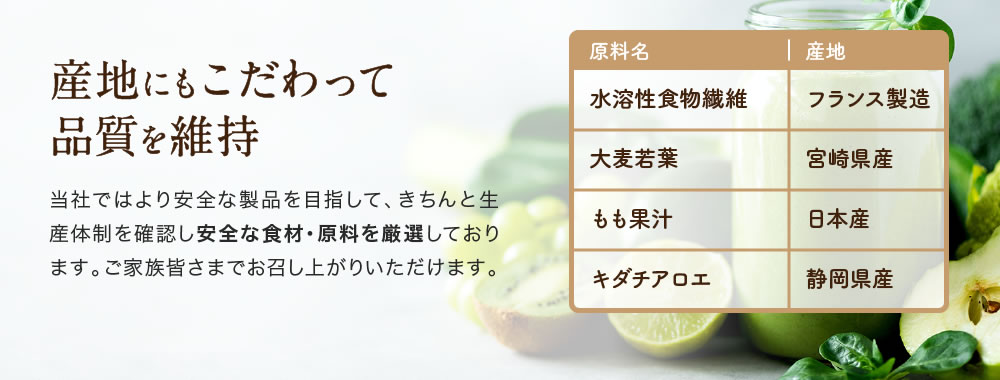 産地にもこだわって
品質を維持
当社ではより安全な製品を目指して、きちんと生
産体制を確認し安全な食材・原料を厳選しており
ます。ご家族皆さまでお召し上がりいただけます。
原料名 産地
水溶性食物繊維 フランス製造
大麦若葉 宮崎県産
もも果汁 日本産
キダチアロエ 静岡県産